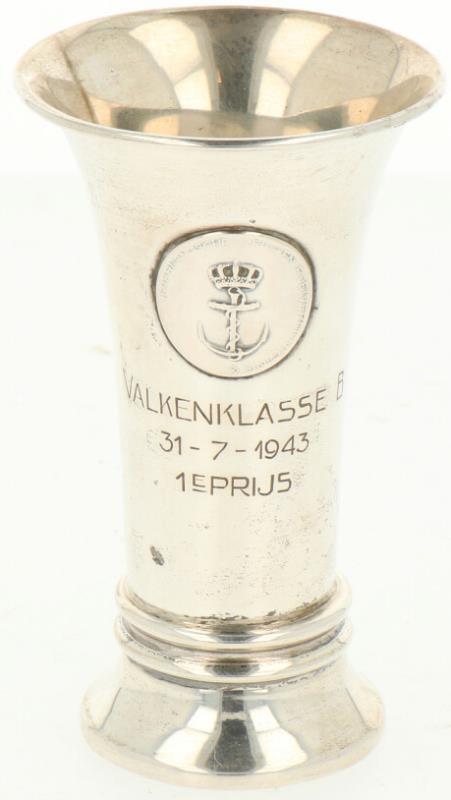 VALKENKLASSE B
31-7-1943
1E PRIJS